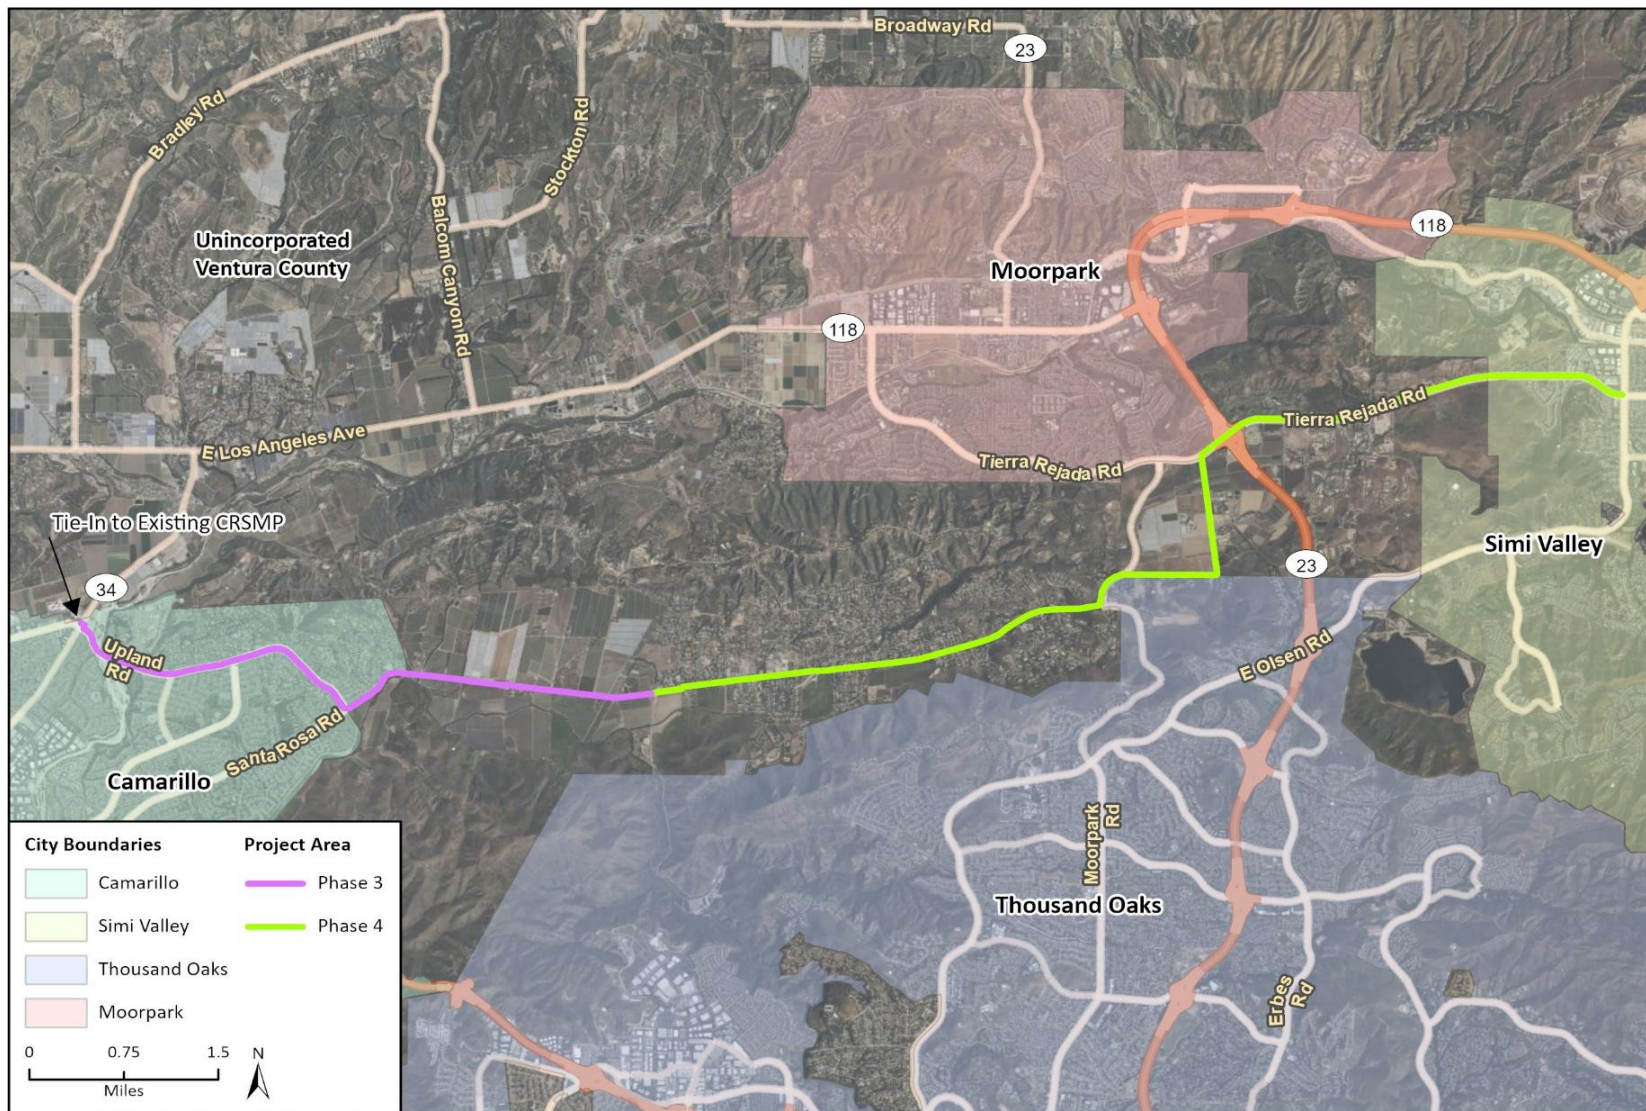 Broadway Rd
23
Bradley Rd
Stockton Rd
Balcom Canyon Rd
Unincorporated
Ventura County
118
Moorpark
118
Tierra Rejada Rd
E Los Angeles Ave
Tierra Rejada Rd
Tie-In to Existing CRSMP
34
Simi Valley
23
Upland
Rd
E Olsen Rd
Santa Rosa Rd
Camarillo
Moorpark
Rd
Thousand Oaks
Erbes
Rd
City Boundaries
Camarillo
Simi Valley
Thousand Oaks
Moorpark
Project Area
Phase 3
Phase 4
0 0.75 1.5
Miles
N